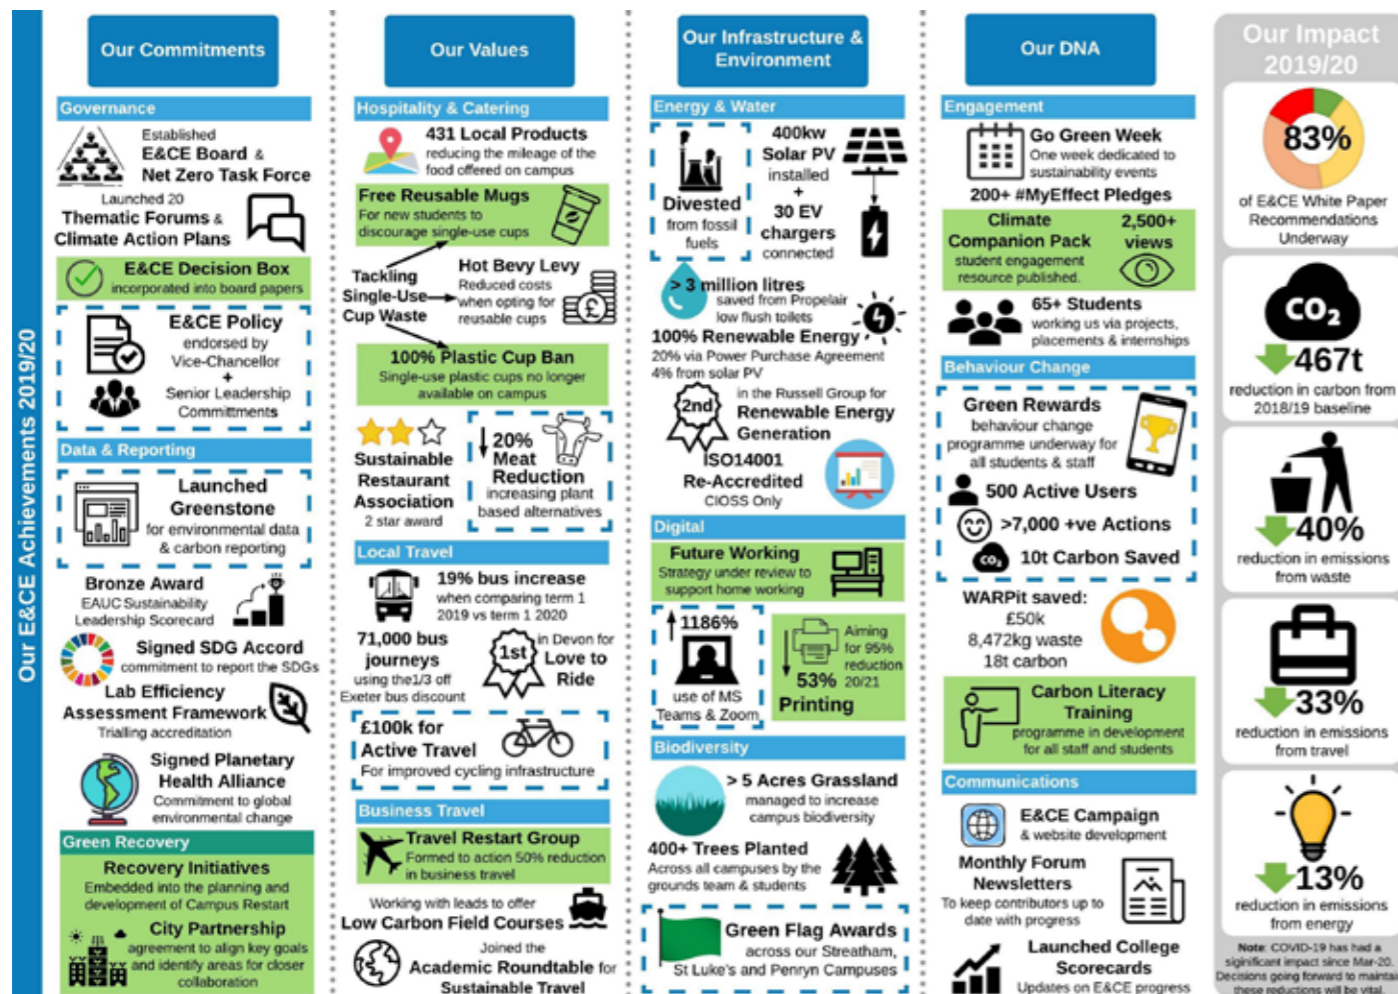 Our E&CE Achievements 2019/20
Our Commitments
Governance
Established
E&CE Board &
Net Zero Task Force
Launched 20
Thematic Forums &
Climate Action Plans
E&CE Decision Box
incorporated into board papers
E&CE Policy
endorsed by
Vice-Chancellor
+
Senior Leadership
Committments
Data & Reporting
Launched
Greenstone
for environmental data
& carbon reporting
Bronze Award
EAUC Sustainability
Leadership Scorecard
Signed SDG Accord
commitment to report the SDGs
Lab Efficiency
Assessment Framework
Trialling accreditation
Signed Planetary
Health Alliance
Commitment to global
environmental change
Green Recovery
Recovery Initiatives
Embedded into the planning and
development of Campus Restart
City Partnership
agreement to align key goals
and identify areas for closer
collaboration
Our Values
Hospitality & Catering
431 Local Products
reducing the mileage of the
food offered on campus
Free Reusable Mugs
For new students to
discourage single-use cups
Tackling
Single-Use
Cup Waste
Hot Bevy Levy
Reduced costs
when opting for
reusable cups
£
100% Plastic Cup Ban
Single-use plastic cups no longer
available on campus
Sustainable
Restaurant
Association
2 star award
20%
Meat
Reduction
increasing plant
based alternatives
Local Travel
19% bus increase
when comparing term 1
2019 vs term 1 2020
71,000 bus
journeys
using the1/3 off
Exeter bus discount
1st
in Devon for
Love to
Ride
£100k for
Active Travel
For improved cycling infrastructure
Business Travel
Travel Restart Group
Formed to action 50% reduction
in business travel
Working with leads to offer
Low Carbon Field Courses
Joined the
Academic Roundtable for
Sustainable Travel
Our Infrastructure &
Environment
Energy & Water
Divested
from fossil
fuels
400kw
Solar PV
installed
+
30 EV
chargers
connected
> 3 million litres
saved from Propelair
low flush toilets
100% Renewable Energy
20% via Power Purchase Agreement
4% from solar PV
2nd
in the Russell Group for
Renewable Energy
Generation
ISO14001
Re-Accredited
CIOSS Only
Digital
Future Working
Strategy under review to
support home working
1186%
use of MS
Teams & Zoom
Aiming
for 95%
reduction
20/21
53%
Printing
Biodiversity
> 5 Acres Grassland
managed to increase
campus biodiversity
400+ Trees Planted
Across all campuses by the
grounds team & students
Green Flag Awards
across our Streatham,
St Luke's and Penryn Campuses
Our DNA
Engagement
Go Green Week
One week dedicated to
sustainability events
200+ #MyEffect Pledges
Climate
Companion Pack
student engagement
resource published.
2,500+
views
65+ Students
working us via projects,
placements & internships
Behaviour Change
Green Rewards
behaviour change
programme underway for
all students & staff
500 Active Users
>7,000 +ve Actions
CO2
10t Carbon Saved
WARPit saved:
£50k
8,472kg waste
18t carbon
Carbon Literacy
Training
programme in development
for all staff and students
Communications
E&CE Campaign
& website development
Monthly Forum
Newsletters
To keep contributors up to
date with progress
Launched College
Scorecards
Updates on E&CE progress
Our Impact
2019/20
83%
of E&CE White Paper
Recommendations
Underway
CO2
467t
reduction in carbon from
2018/19 baseline
40%
reduction in emissions
from waste
33%
reduction in emissions
from travel
13%
reduction in emissions
from energy
Note: COVID-19 has had a
siginificant impact since Mar-20.
Decisions going forward to maintai
these reductions will be vital.